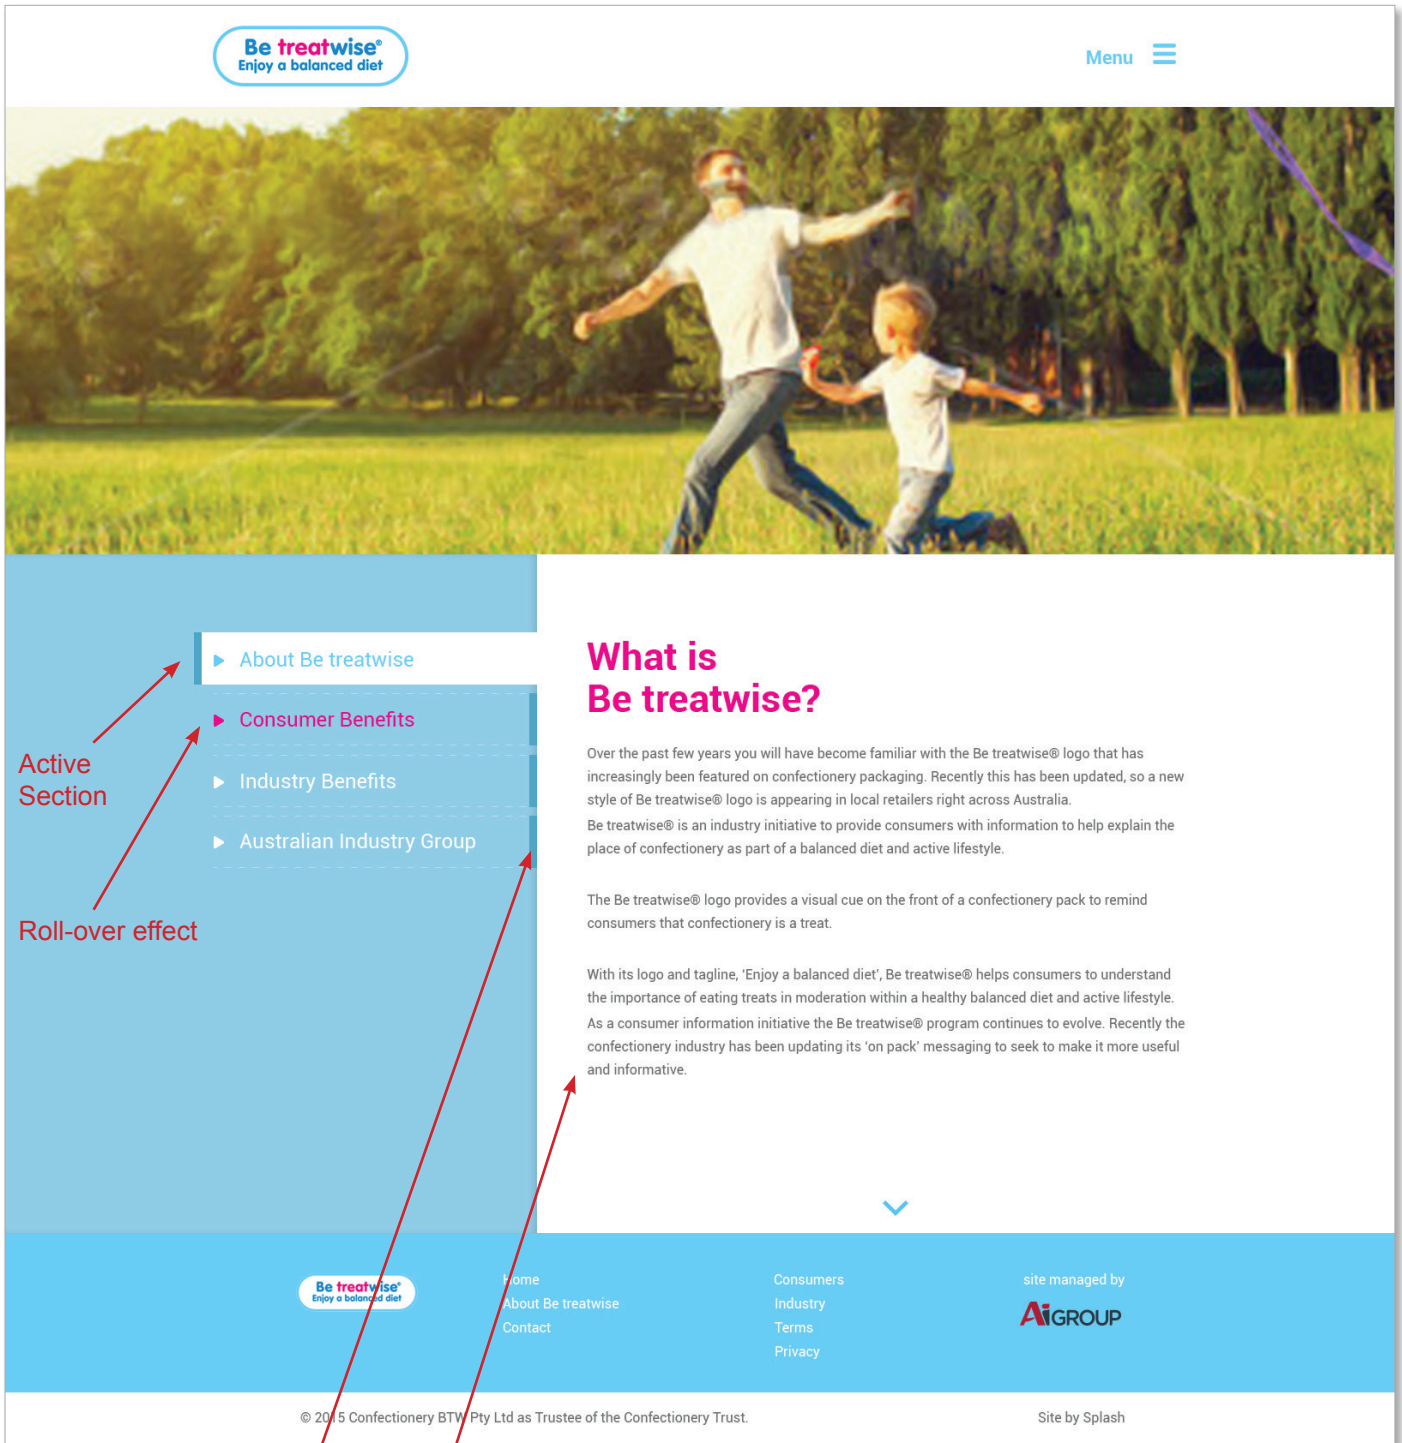 Be treatwise®
Enjoy a balanced diet
Menu
About Be treatwise
Consumer Benefits
Industry Benefits
Australian Industry Group
Active
Section
Roll-over effect
What is
Be treatwise?
Over the past few years you will have become familiar with the Be treatwise® logo that has
increasingly been featured on confectionery packaging. Recently this has been updated, so a new
style of Be treatwise® logo is appearing in local retailers right across Australia.
Be treatwise® is an industry initiative to provide consumers with information to help explain the
place of confectionery as part of a balanced diet and active lifestyle.
The Be treatwise® logo provides a visual cue on the front of a confectionery pack to remind
consumers that confectionery is a treat.
With its logo and tagline, ‘Enjoy a balanced diet’, Be treatwise® helps consumers to understand
the importance of eating treats in moderation within a healthy balanced diet and active lifestyle.
As a consumer information initiative the Be treatwise® program continues to evolve. Recently the
confectionery industry has been updating its ‘on pack’ messaging to seek to make it more useful
and informative.
Be treatwise®
Enjoy a balanced diet
Home
About Be treatwise
Contact
Consumers
Industry
Terms
Privacy
site managed by
Ai GROUP
© 2015 Confectionery BTW Pty Ltd as Trustee of the Confectionery Trust.
Site by Splash